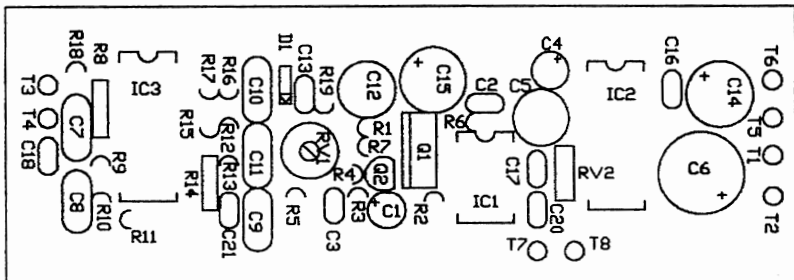 R18
R8
T3
T4
C7
C18
C8
R9
R10
R11
IC3
R17
R16
R15
R12
R14
R13
C21
C10
C11
C9
D1
C13
R19
RV1
R5
C3
C12
R1
R7
R4
Q2
R3
C1
C15
Q1
R2
C2
R6
IC1
C4
C5
C17
C20
RV2
T7
T8
IC2
C16
C14
C6
T6
T5
T1
T2